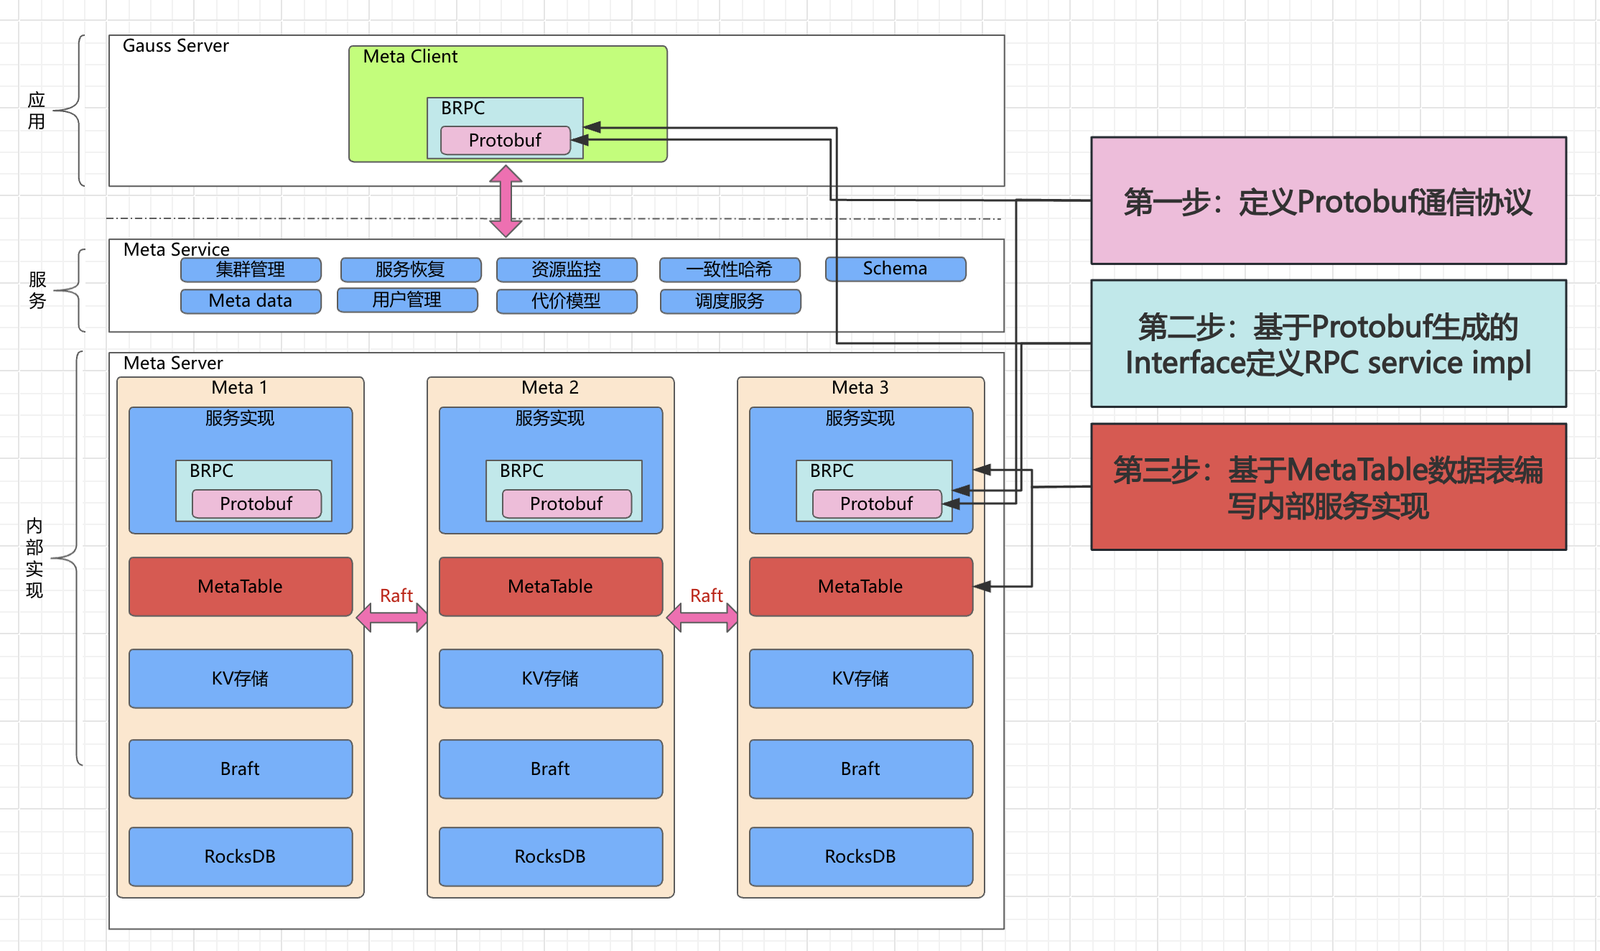 Gauss Server
Meta Client
BRPC
Protobuf
应
用
Meta Service
集群管理
服务恢复
资源监控
一致性哈希
Schema
Meta data
用户管理
代价模型
调度服务
服
务
Meta Server
Meta 1
服务实现
BRPC
Protobuf
MetaTable
KV存储
Braft
RocksDB
Raft
Meta 2
服务实现
BRPC
Protobuf
MetaTable
KV存储
Braft
RocksDB
Raft
Meta 3
服务实现
BRPC
Protobuf
MetaTable
KV存储
Braft
RocksDB
内
部
实
现
第一步：定义Protobuf通信协议
第二步：基于Protobuf生成的
Interface定义RPC service impl
第三步：基于MetaTable数据表编
写内部服务实现